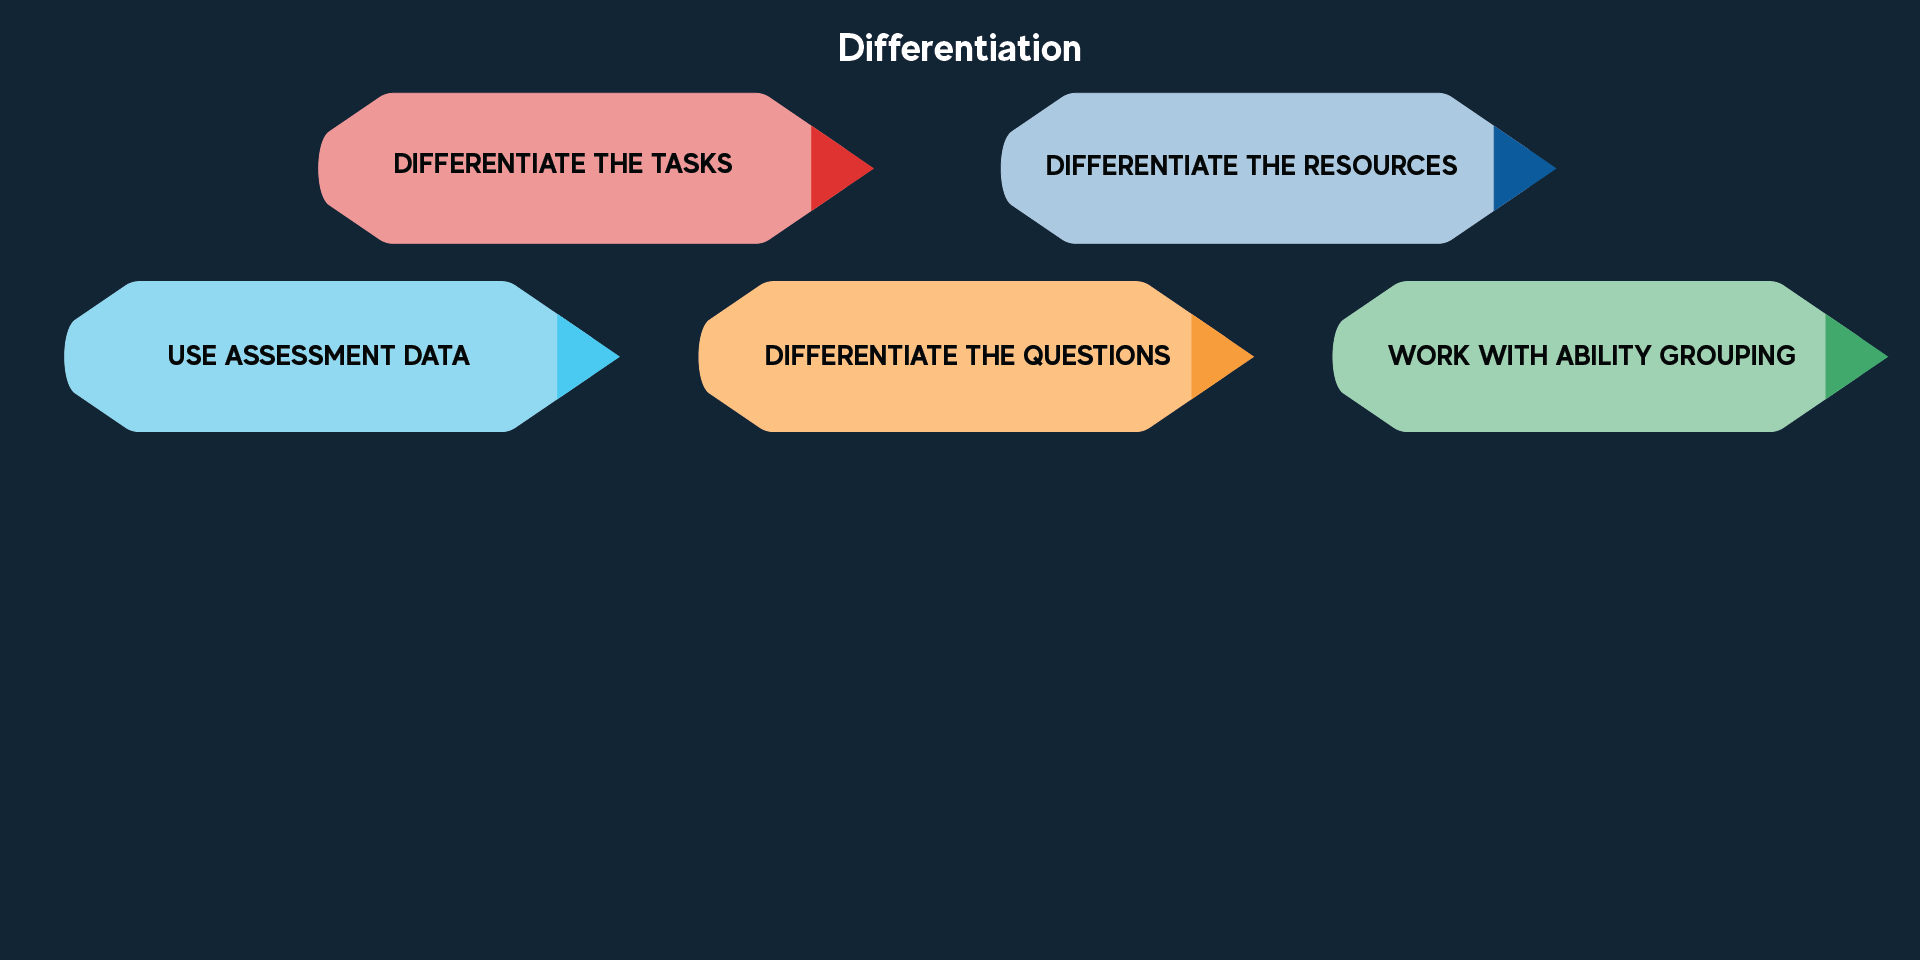 Differentiation
DIFFERENTIATE THE TASKS
DIFFERENTIATE THE RESOURCES
USE ASSESSMENT DATA
DIFFERENTIATE THE QUESTIONS
WORK WITH ABILITY GROUPING